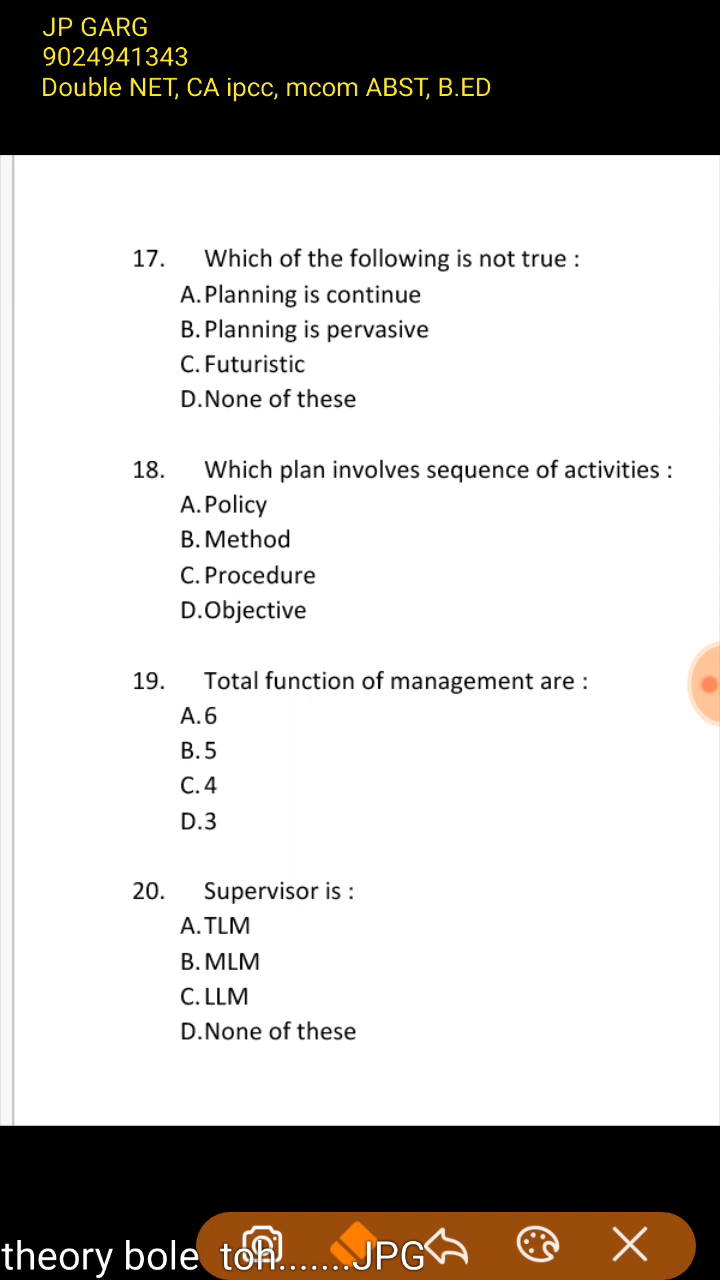 JP GARG
9024941343
Double NET, CA ipcc, mcom ABST, B.ED
17. Which of the following is not true :
A. Planning is continue
B. Planning is pervasive
C. Futuristic
D. None of these
18. Which plan involves sequence of activities :
A. Policy
B. Method
C. Procedure
D. Objective
19. Total function of management are :
A. 6
B. 5
C. 4
D. 3
20. Supervisor is :
A. TLM
B. MLM
C. LLM
D. None of these
theory bole toh.......JPG